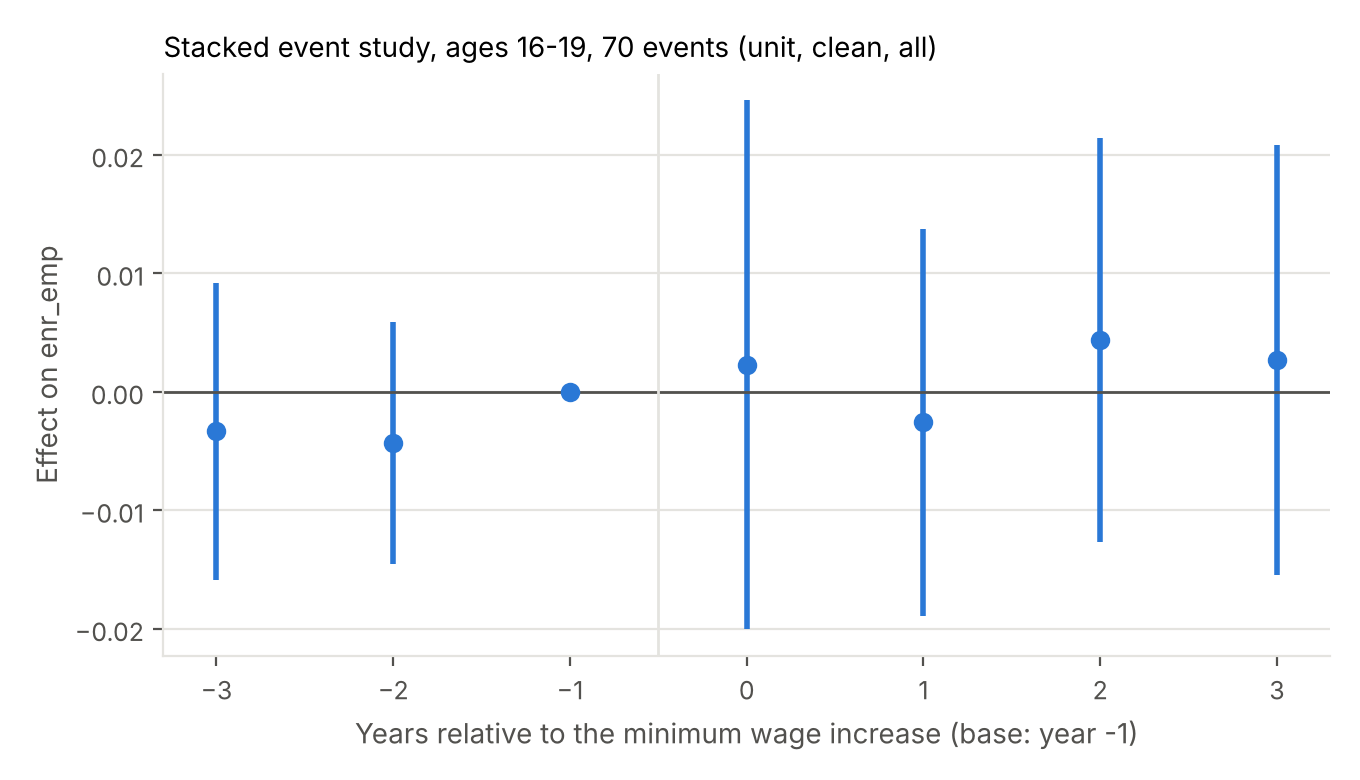 Stacked event study, ages 16-19, 70 events (unit, clean, all)
Effect on enr_emp
0.02
0.01
0.00
−0.01
−0.02
−3 −2 −1 0 1 2 3
Years relative to the minimum wage increase (base: year -1)